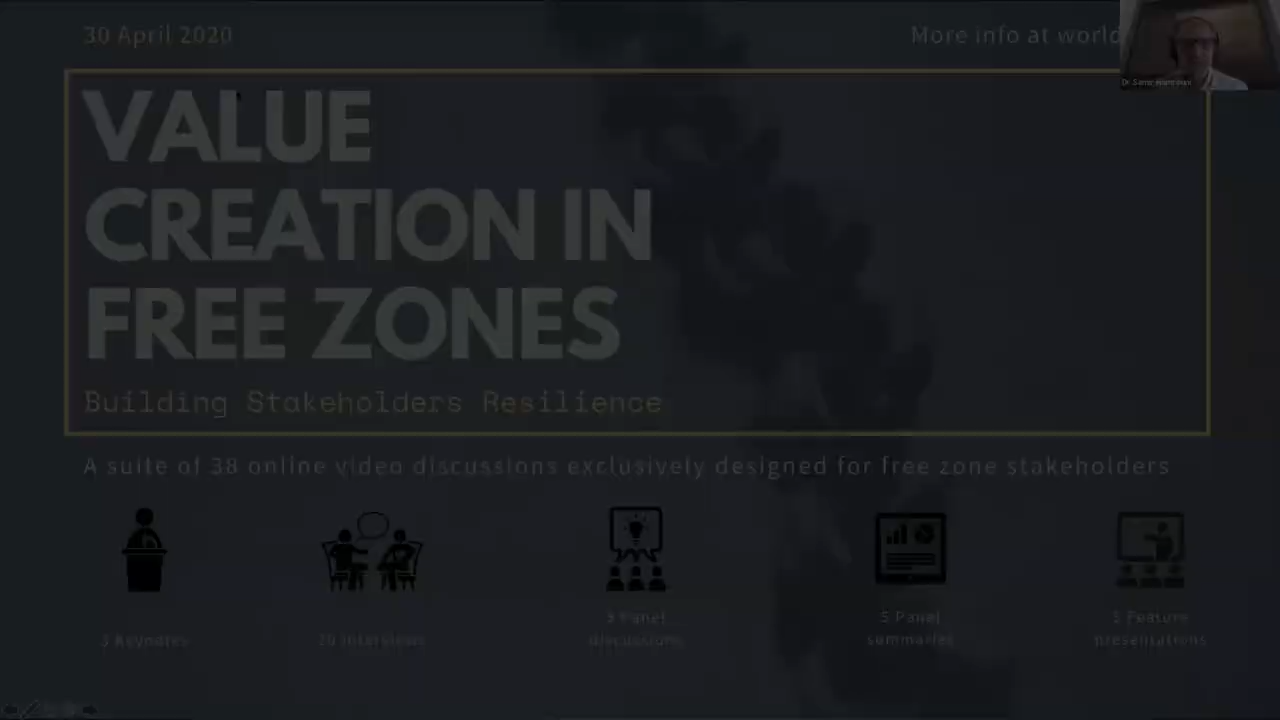 30 April 2020
More info at world
VALUE
CREATION IN
FREE ZONES
Building Stakeholders Resilience
A suite of 38 online video discussions exclusively designed for free zone stakeholders
3 Keynotes
20 Interviews
Panel
discussions
5 Panel
summaries
Feature
presentations